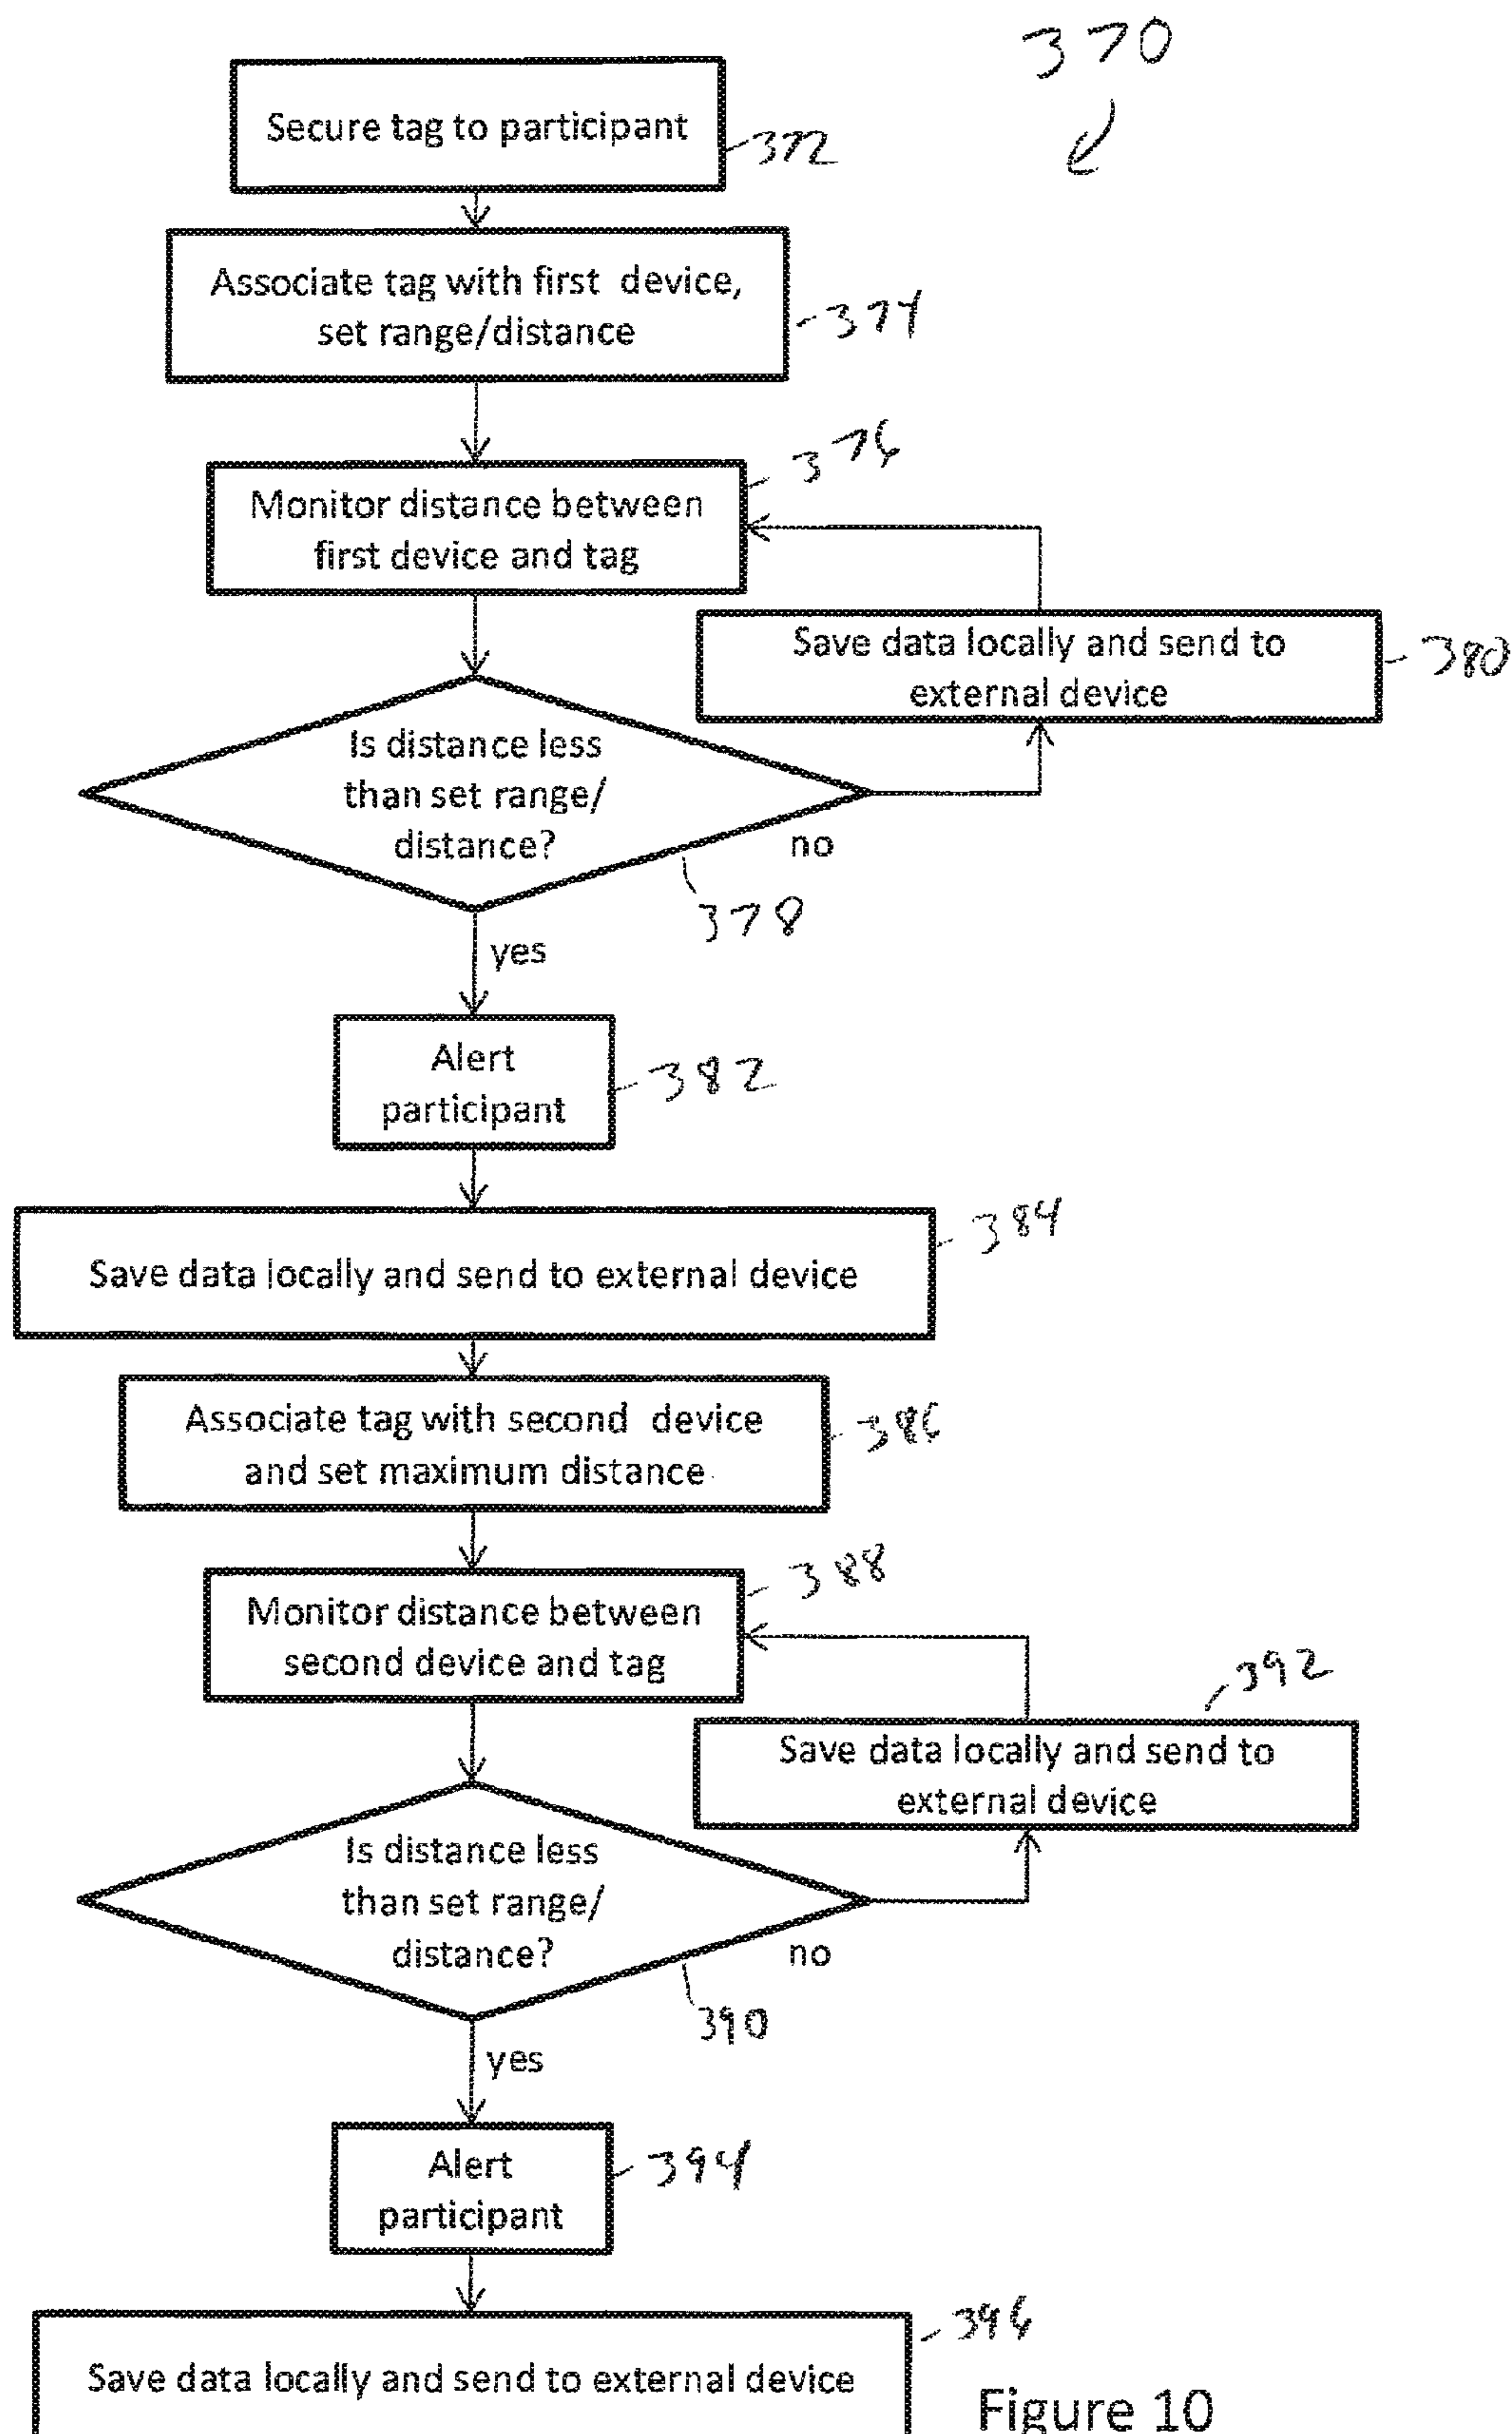 370
Secure tag to participant
372
Associate tag with first device,
set range/distance
374
376
Monitor distance between
first device and tag
Save data locally and send to
external device
380
Is distance less
than set range/
distance?
no
378
yes
Alert
participant
382
384
Save data locally and send to external device
Associate tag with second device
and set maximum distance
386
388
Monitor distance between
second device and tag
392
Save data locally and send to
external device
Is distance less
than set range/
distance?
no
390
yes
Alert
participant
394
396
Save data locally and send to external device
Figure 10